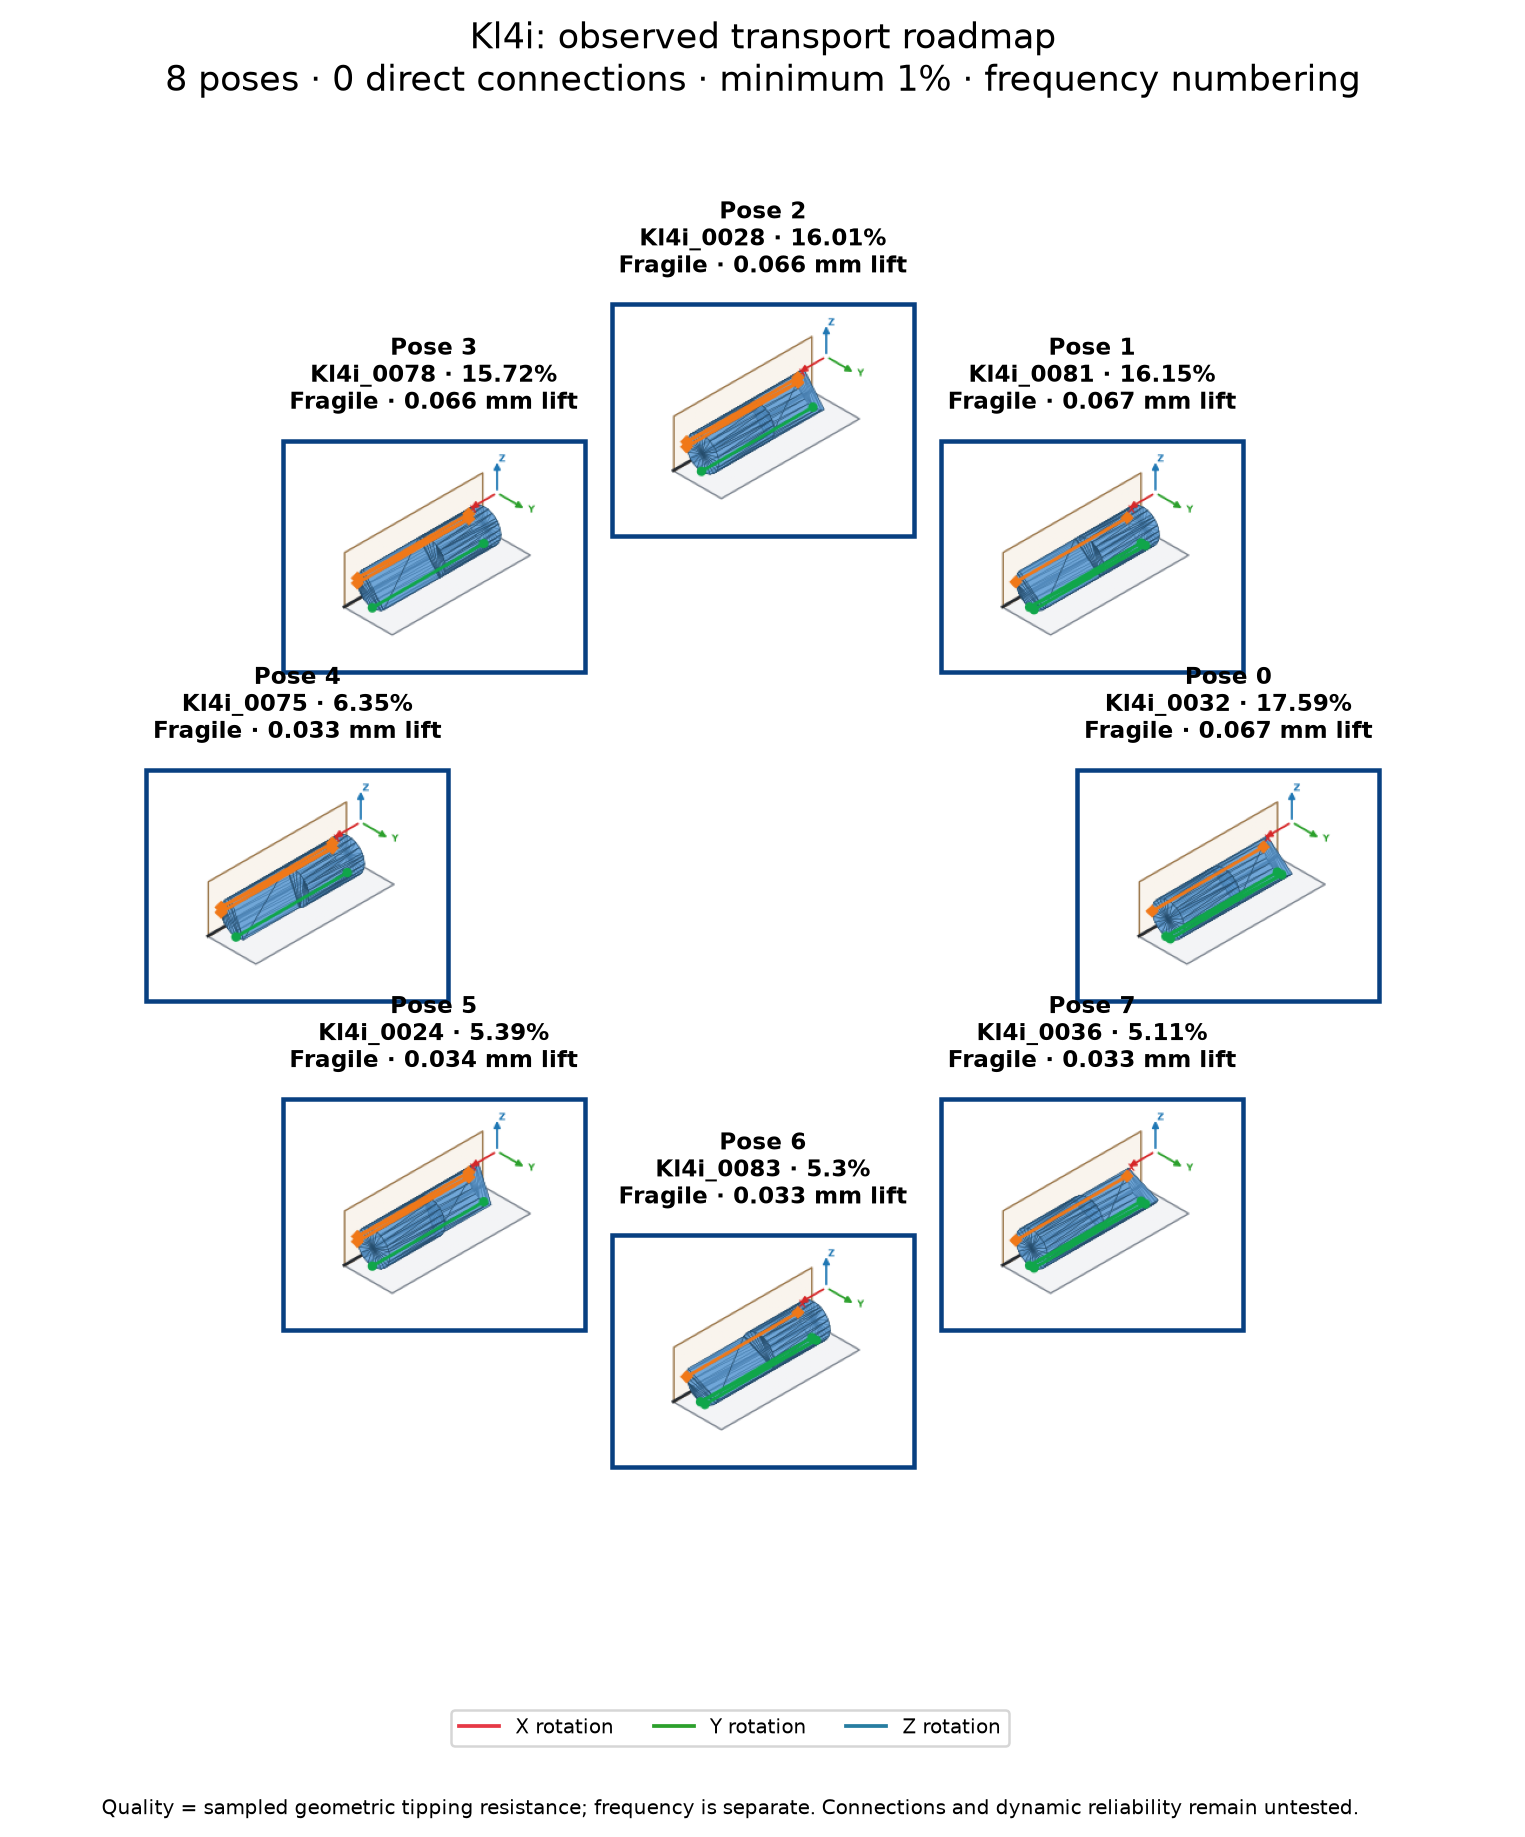 Kl4i: observed transport roadmap
8 poses · 0 direct connections · minimum 1% · frequency numbering
Pose 2
Kl4i_0028 · 16.01%
Fragile · 0.066 mm lift
Z
Y
Pose 3
Kl4i_0078 · 15.72%
Fragile · 0.066 mm lift
Z
Y
Pose 1
Kl4i_0081 · 16.15%
Fragile · 0.067 mm lift
Z
Y
Pose 4
Kl4i_0075 · 6.35%
Fragile · 0.033 mm lift
Z
Y
Pose 0
Kl4i_0032 · 17.59%
Fragile · 0.067 mm lift
Z
Y
Pose 5
Kl4i_0024 · 5.39%
Fragile · 0.034 mm lift
Z
Y
Pose 7
Kl4i_0036 · 5.11%
Fragile · 0.033 mm lift
Z
Y
Pose 6
Kl4i_0083 · 5.3%
Fragile · 0.033 mm lift
Z
Y
X rotation
Y rotation
Z rotation
Quality = sampled geometric tipping resistance; frequency is separate. Connections and dynamic reliability remain untested.